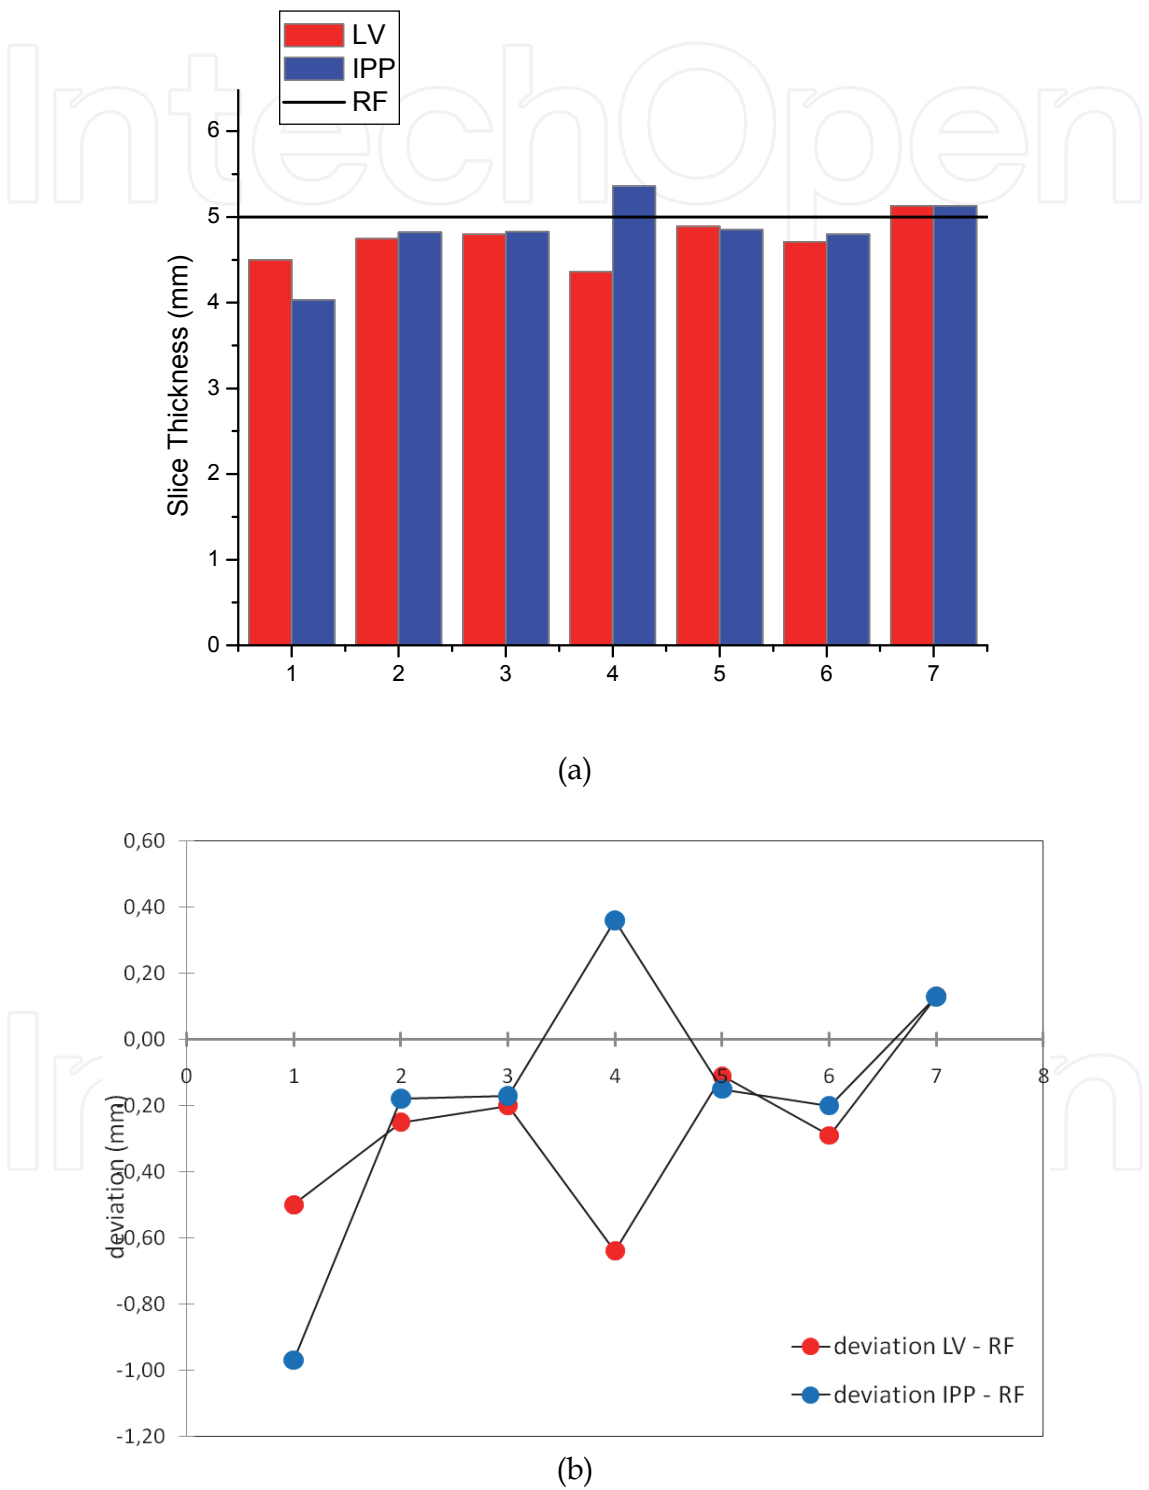 IntechOpen
LV
IPP
RF
6
5
4
3
2
1
0
Slice Thickness (mm)
1 2 3 4 5 6 7
(a)
0,60
0,40
0,20
0,00
0 1 2 3 4 5 6 7 8
-0,20
-0,40
-0,60
-0,80
-1,00
-1,20
deviation (mm)
deviation LV - RF
deviation IPP - RF
(b)